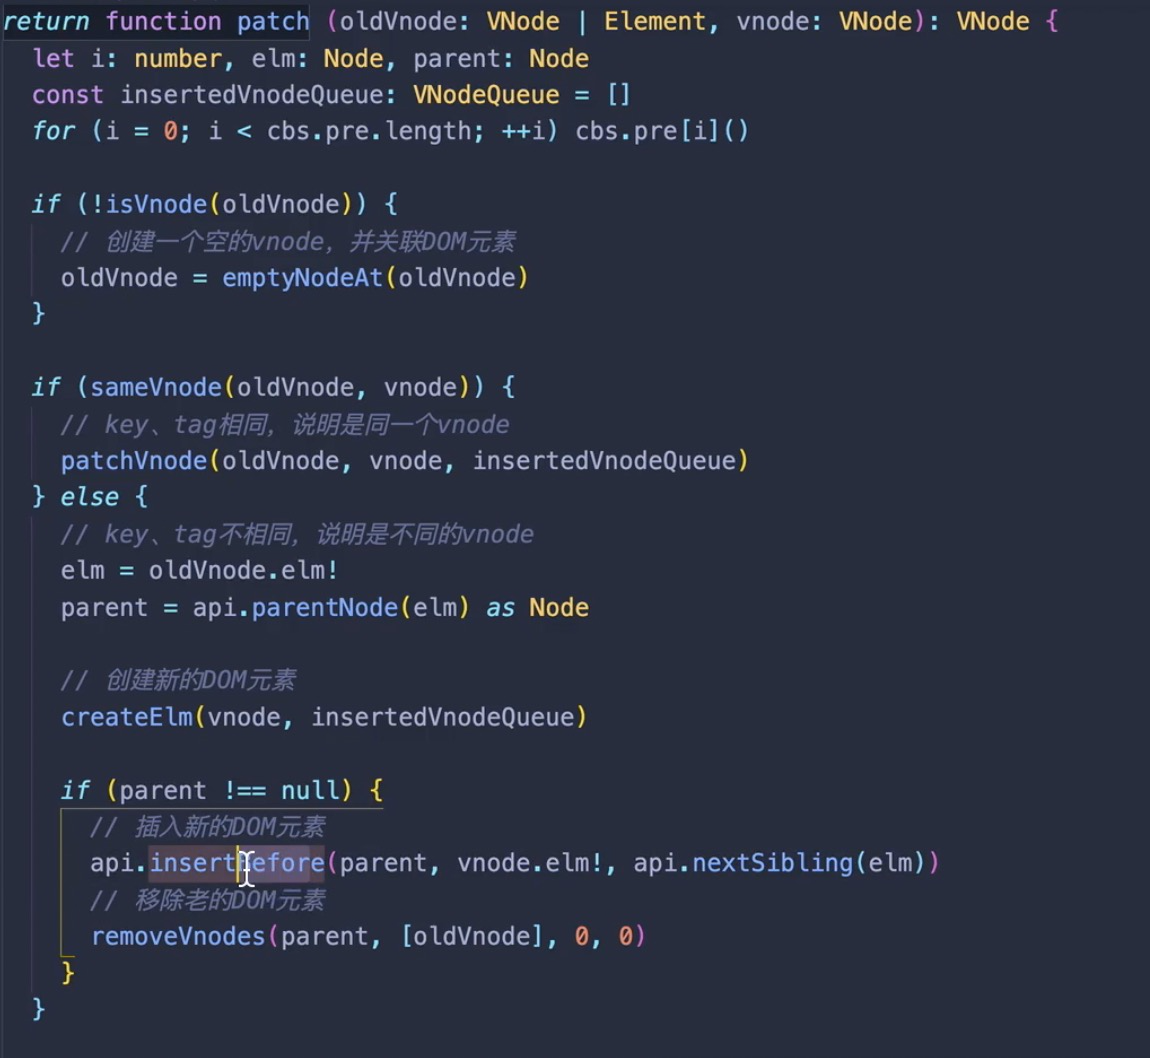 return function patch (oldVnode: VNode | Element, vnode: VNode): VNode {
let i: number, elm: Node, parent: Node
const insertedVnodeQueue: VNodeQueue = []
for (i = 0; i < cbs.pre.length; ++i) cbs.pre[i]()
if (!isVnode(oldVnode)) {
// 创建一个空的vnode，并关联DOM元素
oldVnode = emptyNodeAt(oldVnode)
}
if (sameVnode(oldVnode, vnode)) {
// key、tag相同，说明是同一个vnode
patchVnode(oldVnode, vnode, insertedVnodeQueue)
} else {
// key、tag不相同，说明是不同的vnode
elm = oldVnode.elm!
parent = api.parentNode(elm) as Node
// 创建新的DOM元素
createElm(vnode, insertedVnodeQueue)
if (parent !== null) {
// 插入新的DOM元素
api.insertBefore(parent, vnode.elm!, api.nextSibling(elm))
// 移除老的DOM元素
removeVnodes(parent, [oldVnode], 0, 0)
}
}